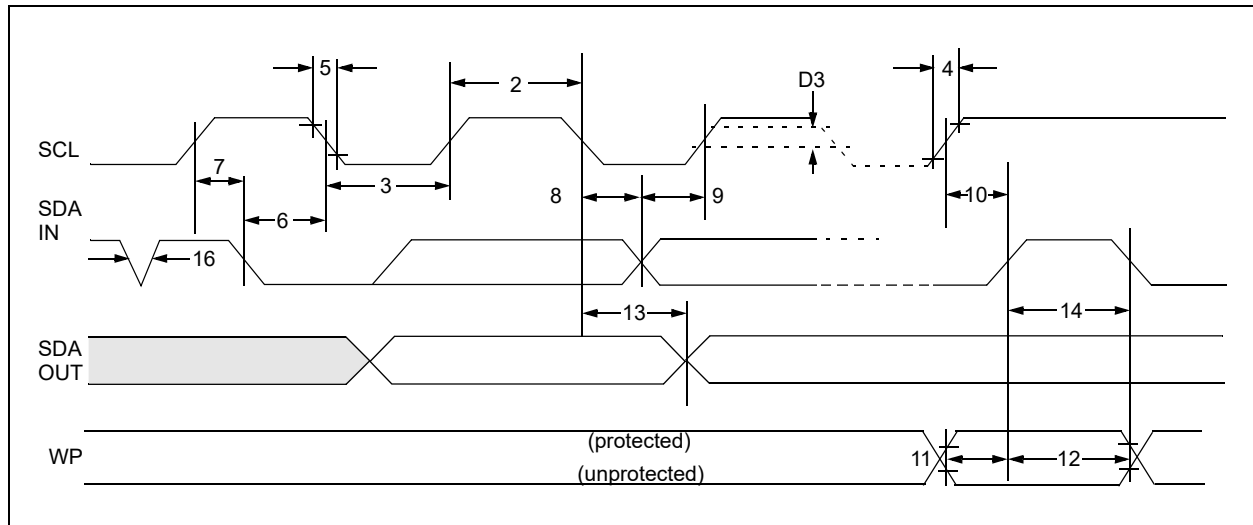 5
2
D3
4
SCL
7
3
8
9
10
6
SDA
IN
16
13
14
SDA
OUT
(protected)
WP
11
12
(unprotected)